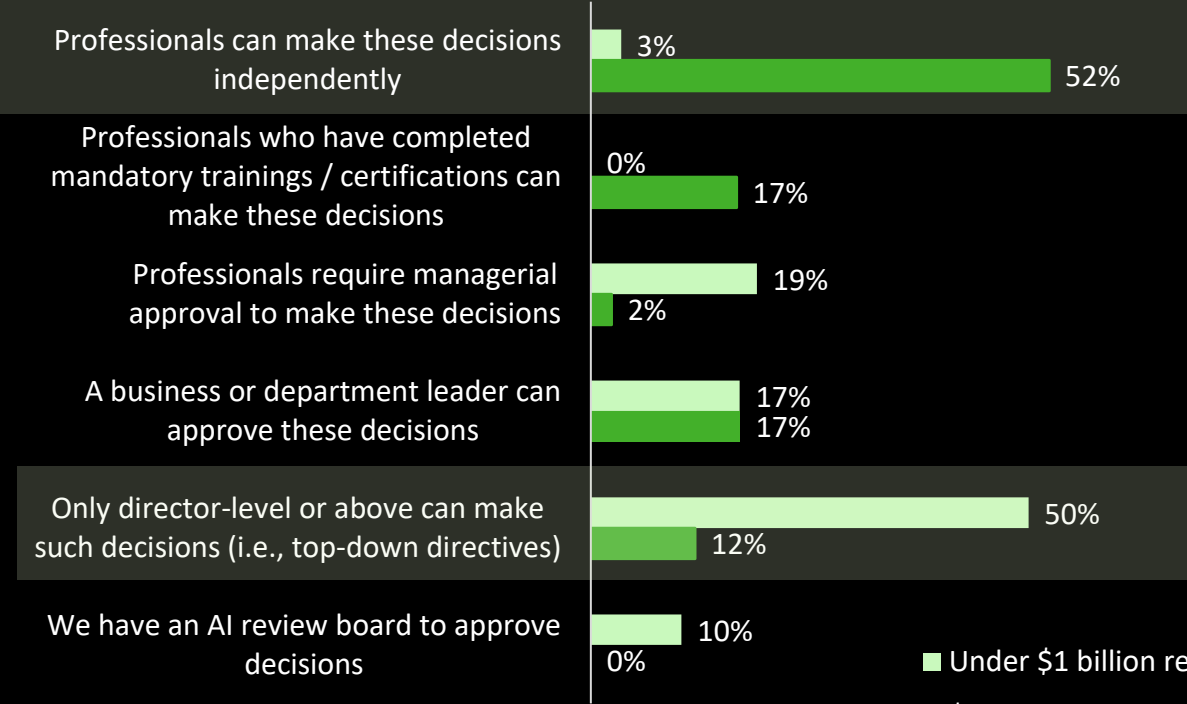 Professionals can make these decisions
independently
3%
52%
Professionals who have completed
mandatory trainings / certifications can
make these decisions
0%
17%
Professionals require managerial
approval to make these decisions
19%
2%
A business or department leader can
approve these decisions
17%
17%
Only director-level or above can make
such decisions (i.e., top-down directives)
50%
12%
We have an AI review board to approve
decisions
10%
0%
Under $1 billion re